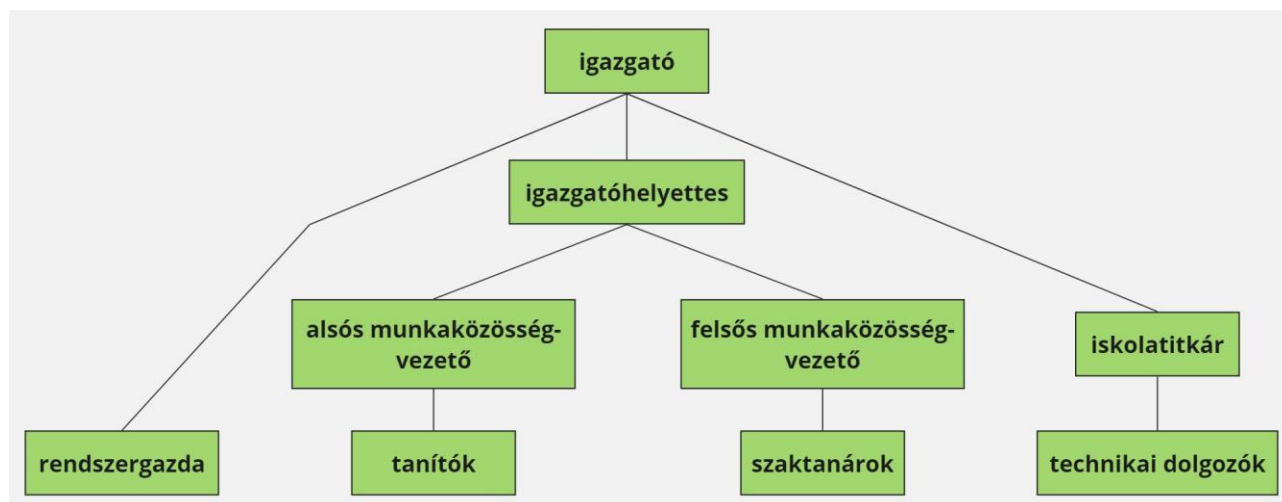 igazgató
igazgatóhelyettes
alsós munkaközösség-
vezető
felsős munkaközösség-
vezető
iskolatitkár
rendszergazda
tanítók
szaktanárok
technikai dolgozók